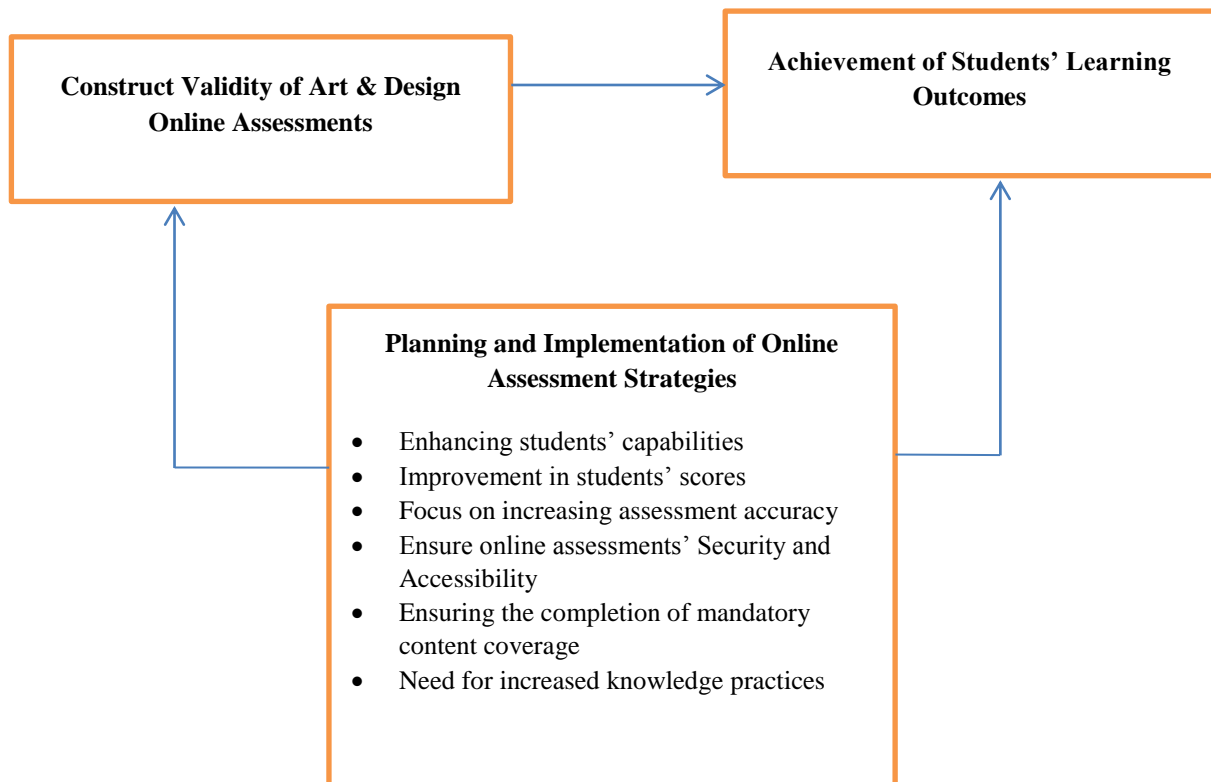 Construct Validity of Art & Design
Online Assessments
Achievement of Students’ Learning
Outcomes
Planning and Implementation of Online
Assessment Strategies
• Enhancing students’ capabilities
• Improvement in students’ scores
• Focus on increasing assessment accuracy
• Ensure online assessments’ Security and
Accessibility
• Ensuring the completion of mandatory
content coverage
• Need for increased knowledge practices